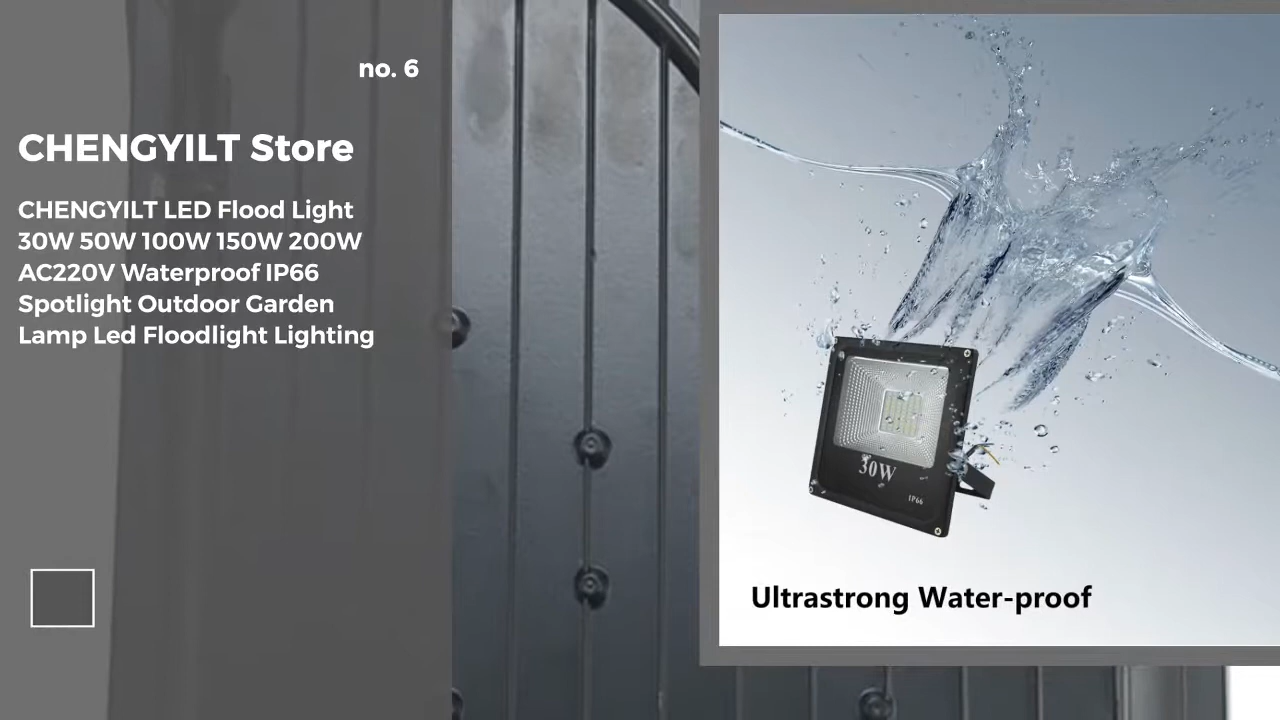 no. 6
CHENGYILT Store
CHENGYILT LED Flood Light
30W 50W 100W 150W 200W
AC220V Waterproof IP66
Spotlight Outdoor Garden
Lamp Led Floodlight Lighting
30W
IP66
Ultrastrong Water-proof